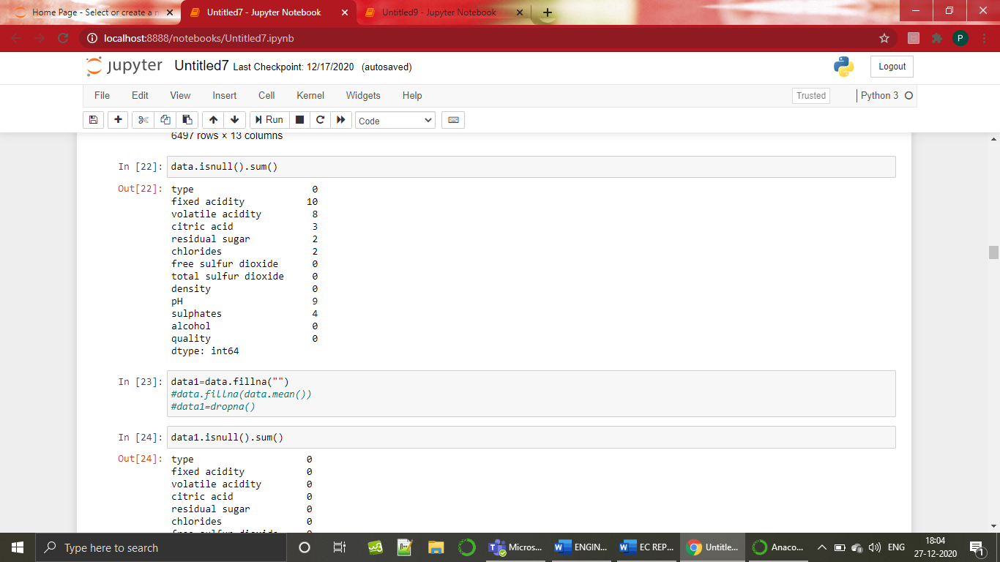 Home Page - Select or create a n
Untitled7 - Jupyter Notebook
Untitled9 - Jupyter Notebook
localhost:8888/notebooks/Untitled7.ipynb
P
jupyter Untitled7 Last Checkpoint: 12/17/2020 (autosaved)
Logout
File Edit View Insert Cell Kernel Widgets Help
Trusted
Python 3
Run
Code
6497 rows × 13 columns
In [22]: data.isnull().sum()
Out[22]: type 0
fixed acidity 10
volatile acidity 8
citric acid 3
residual sugar 2
chlorides 2
free sulfur dioxide 0
total sulfur dioxide 0
density 0
pH 9
sulphates 4
alcohol 0
quality 0
dtype: int64
In [23]: data1=data.fillna("")
#data.fillna(data.mean())
#data1=dropna()
In [24]: data1.isnull().sum()
Out[24]: type 0
fixed acidity 0
volatile acidity 0
citric acid 0
residual sugar 0
chlorides 0
free sulfur dioxide 0
Type here to search
Micros...
ENGIN...
EC REP...
Untitle...
Anaco...
ENG
18:04
27-12-2020
1